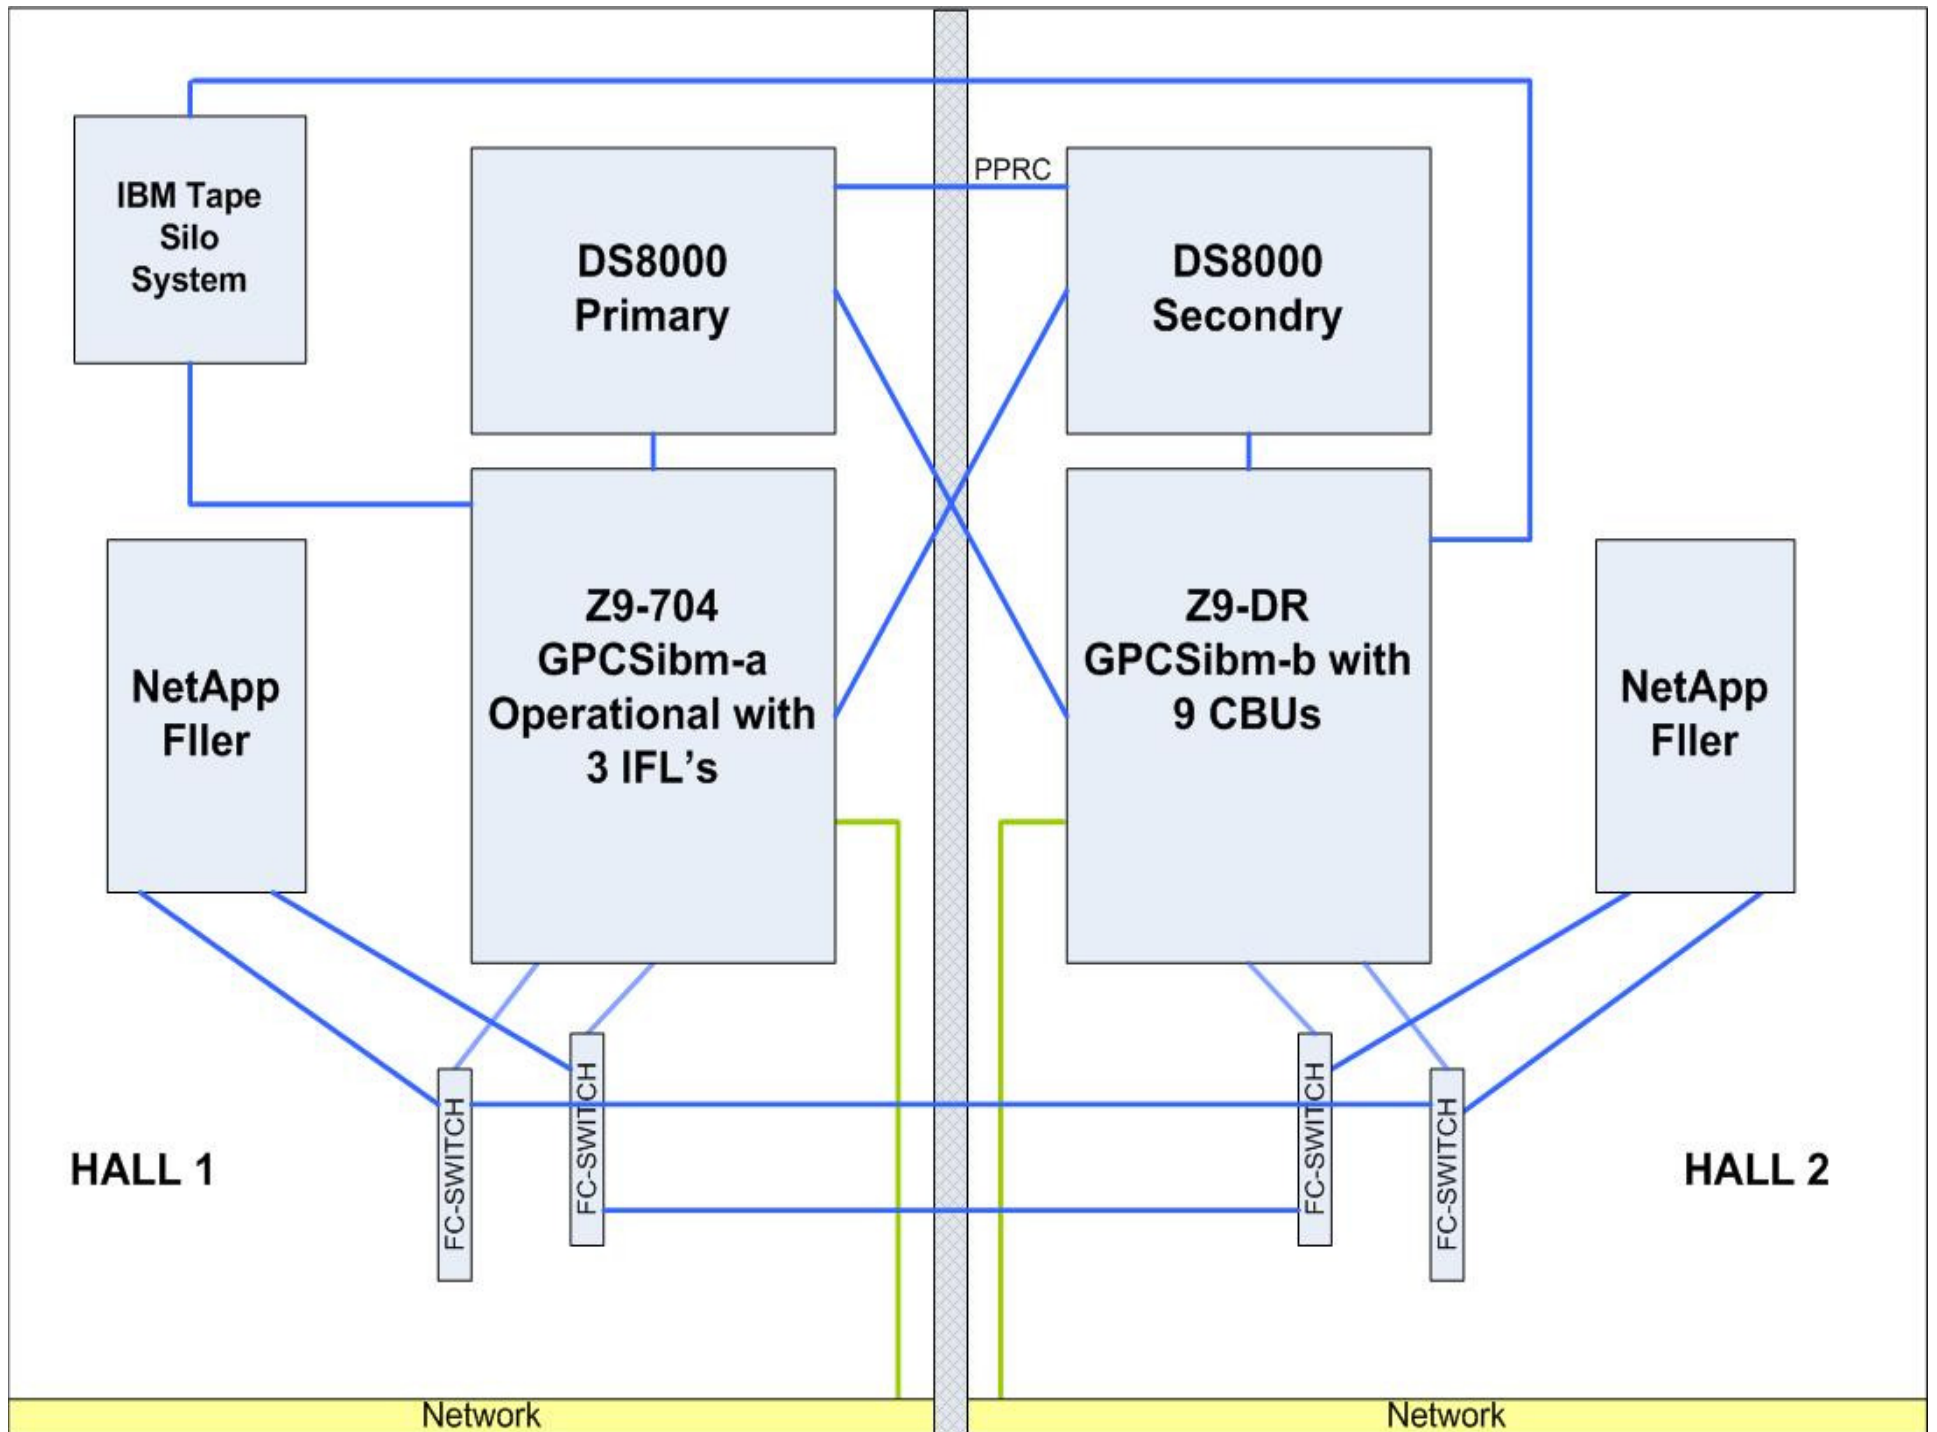 PPRC
IBM Tape
Silo
System
DS8000
Primary
DS8000
Secondry
Z9-704
GPCSibm-a
Operational with
3 IFL’s
Z9-DR
GPCSibm-b with
9 CBUs
NetApp
FIler
NetApp
FIler
FC-SWITCH
FC-SWITCH
FC-SWITCH
FC-SWITCH
HALL 1
HALL 2
Network
Network